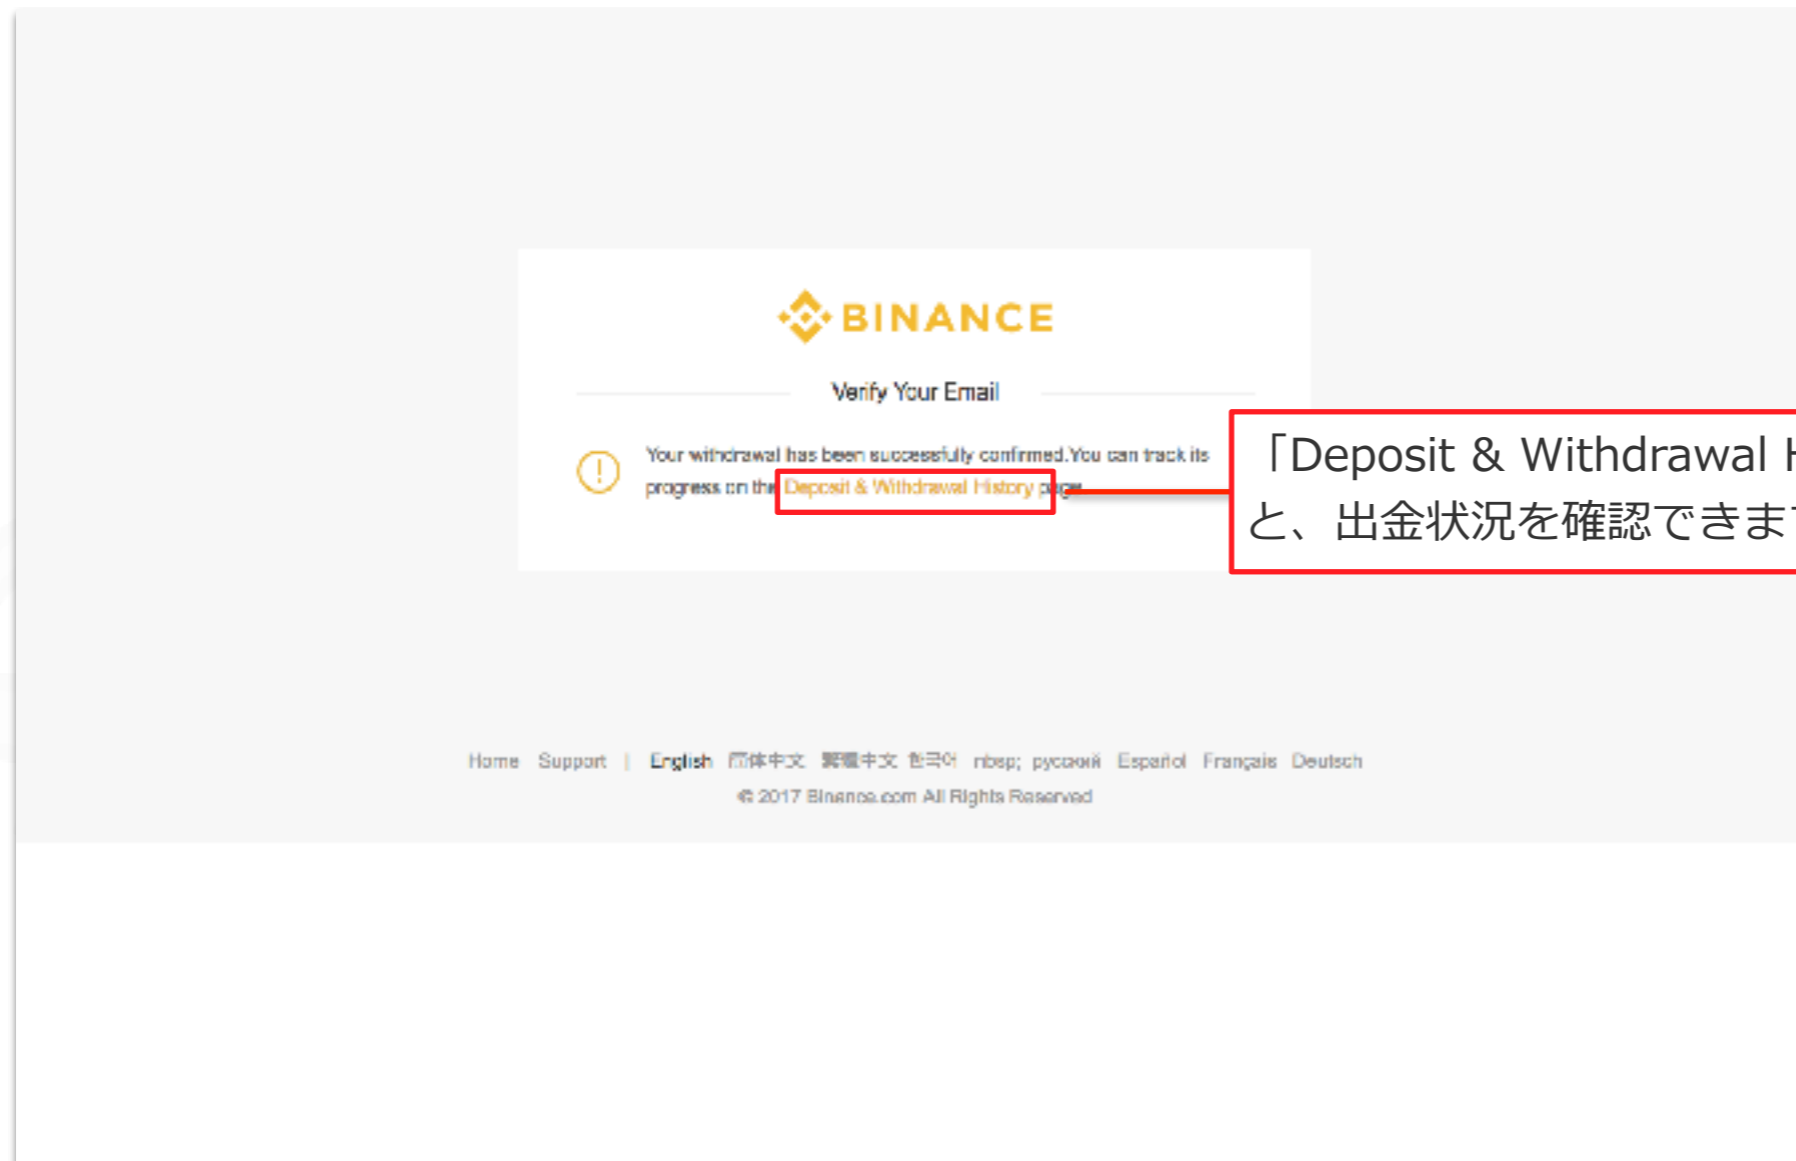 BINANCE
Verify Your Email
Your withdrawal has been successfully confirmed.You can track its
progress on the Deposit & Withdrawal History page.
「Deposit & Withdrawal H
と、出金状況を確認できます
Home Support | English 简体中文 繁體中文 한국어 nbsp; русский Español Français Deutsch
© 2017 Binance.com All Rights Reserved